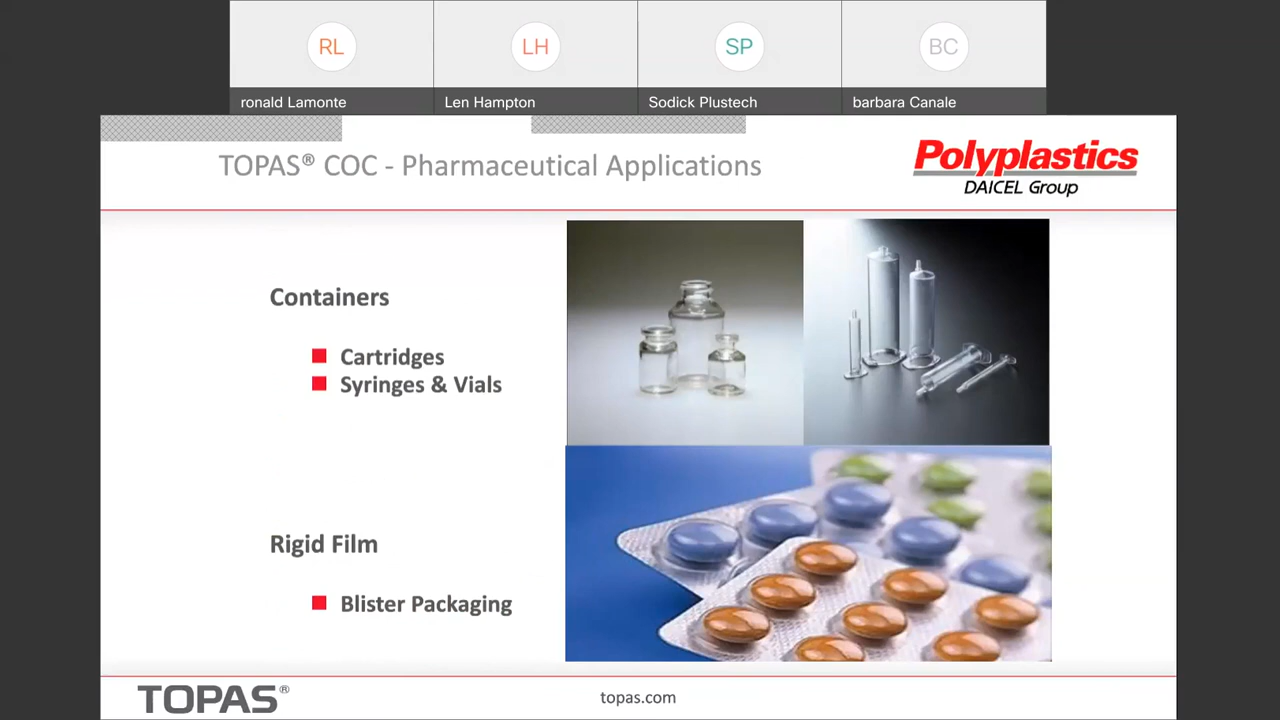 RL
LH
SP
BC
ronald Lamonte
Len Hampton
Sodick Plustech
barbara Canale
TOPAS® COC - Pharmaceutical Applications
Polyplastics
DAICEL Group
Containers
Cartridges
Syringes & Vials
Rigid Film
Blister Packaging
TOPAS®
topas.com